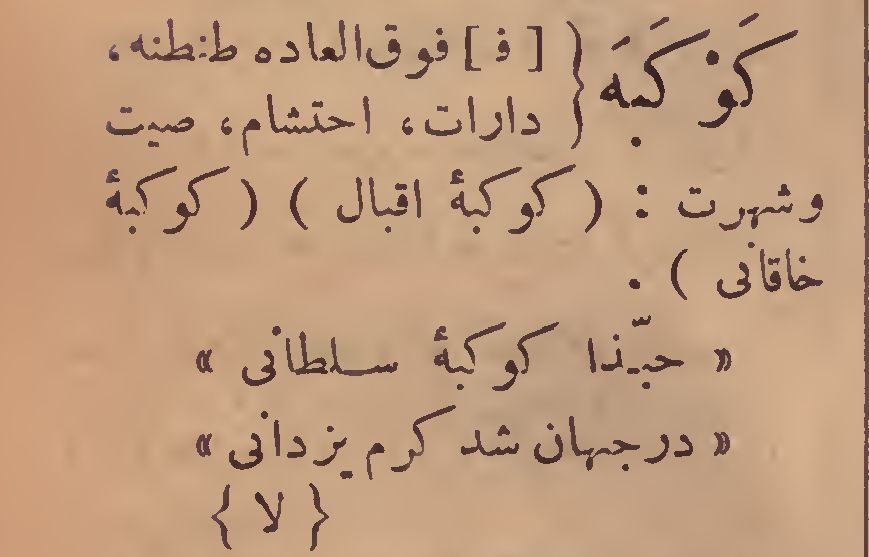 كَوْكَبَه { [ ف ] فوق‌العاده طنطنه،
دارات، احتشام، صيت
وشهرت : ( كوكبهٔ اقبال ) ( كوكبهٔ
خاقانى ) .
« حبّذا كوكبهٔ سلطانى »
« درجهان شد كرم يزدانى »
{ لا }